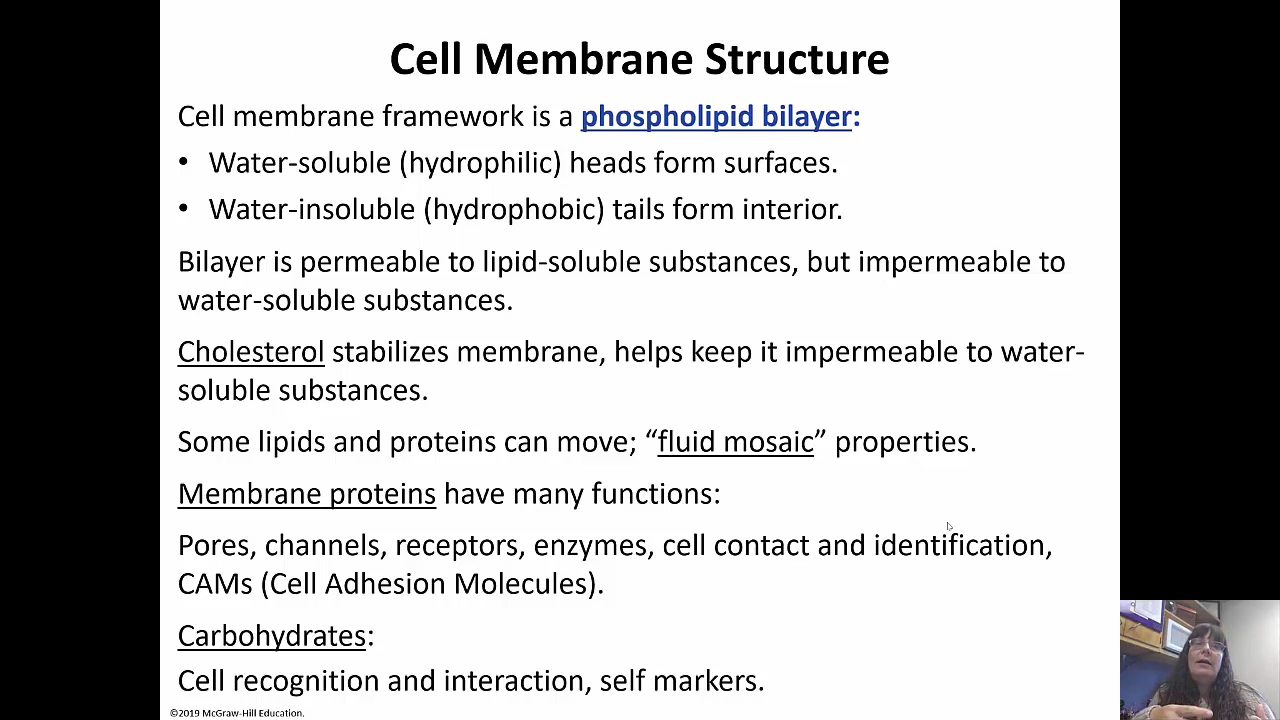 Cell Membrane Structure
Cell membrane framework is a phospholipid bilayer:
• Water-soluble (hydrophilic) heads form surfaces.
• Water-insoluble (hydrophobic) tails form interior.
Bilayer is permeable to lipid-soluble substances, but impermeable to
water-soluble substances.
Cholesterol stabilizes membrane, helps keep it impermeable to water-
soluble substances.
Some lipids and proteins can move; “fluid mosaic” properties.
Membrane proteins have many functions:
Pores, channels, receptors, enzymes, cell contact and identification,
CAMs (Cell Adhesion Molecules).
Carbohydrates:
Cell recognition and interaction, self markers.
©2019 McGraw-Hill Education.